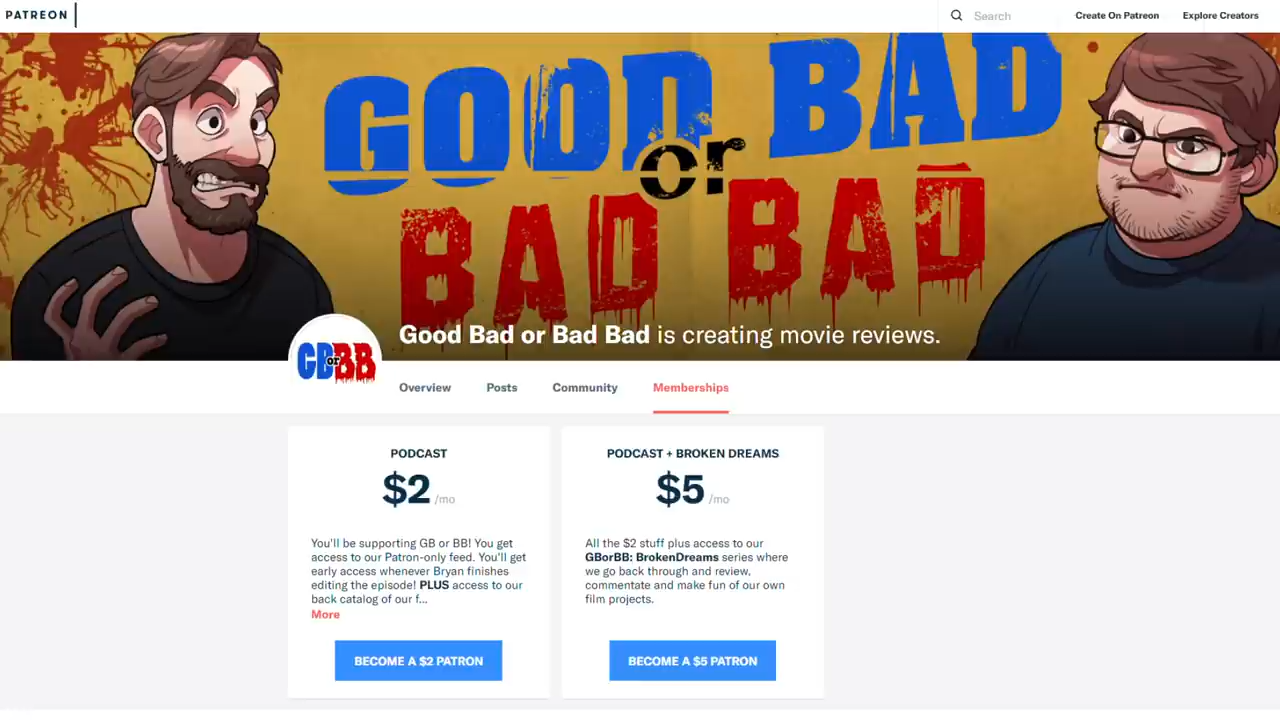 PATREON
Search
Create On Patreon
Explore Creators
GOOD BAD
or
BAD BAD
Good Bad or Bad Bad is creating movie reviews.
GB or BB
Overview
Posts
Community
Memberships
PODCAST
$2 /mo
You'll be supporting GB or BB! You get
access to our Patron-only feed. You'll get
early access whenever Bryan finishes
editing the episode! PLUS access to our
back catalog of our f...
More
BECOME A $2 PATRON
PODCAST + BROKEN DREAMS
$5 /mo
All the $2 stuff plus access to our
GBorBB: BrokenDreams series where
we go back through and review,
commentate and make fun of our own
film projects.
BECOME A $5 PATRON